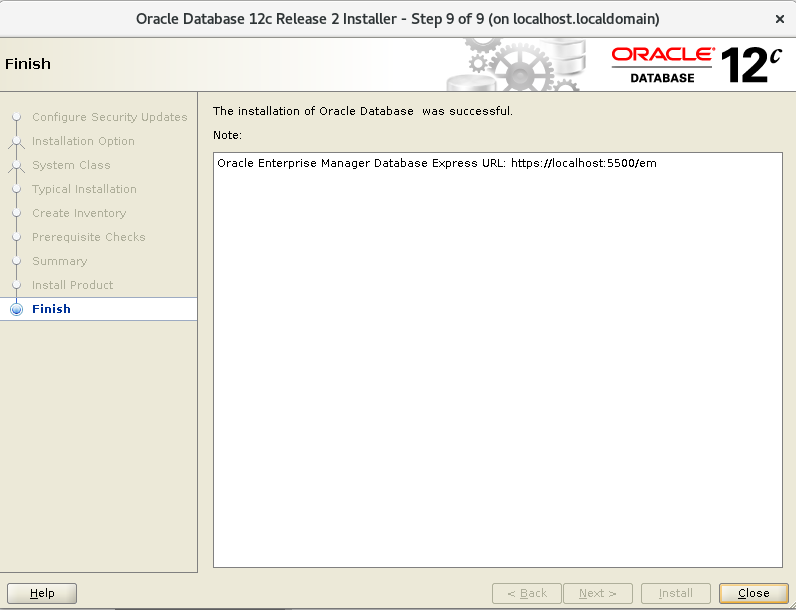 Oracle Database 12c Release 2 Installer - Step 9 of 9 (on localhost.localdomain)
Finish
ORACLE
DATABASE
12c
Configure Security Updates
Installation Option
System Class
Typical Installation
Create Inventory
Prerequisite Checks
Summary
Install Product
Finish
The installation of Oracle Database  was successful.
Note:
Oracle Enterprise Manager Database Express URL: https://localhost:5500/em
Help
< Back
Next >
Install
Close